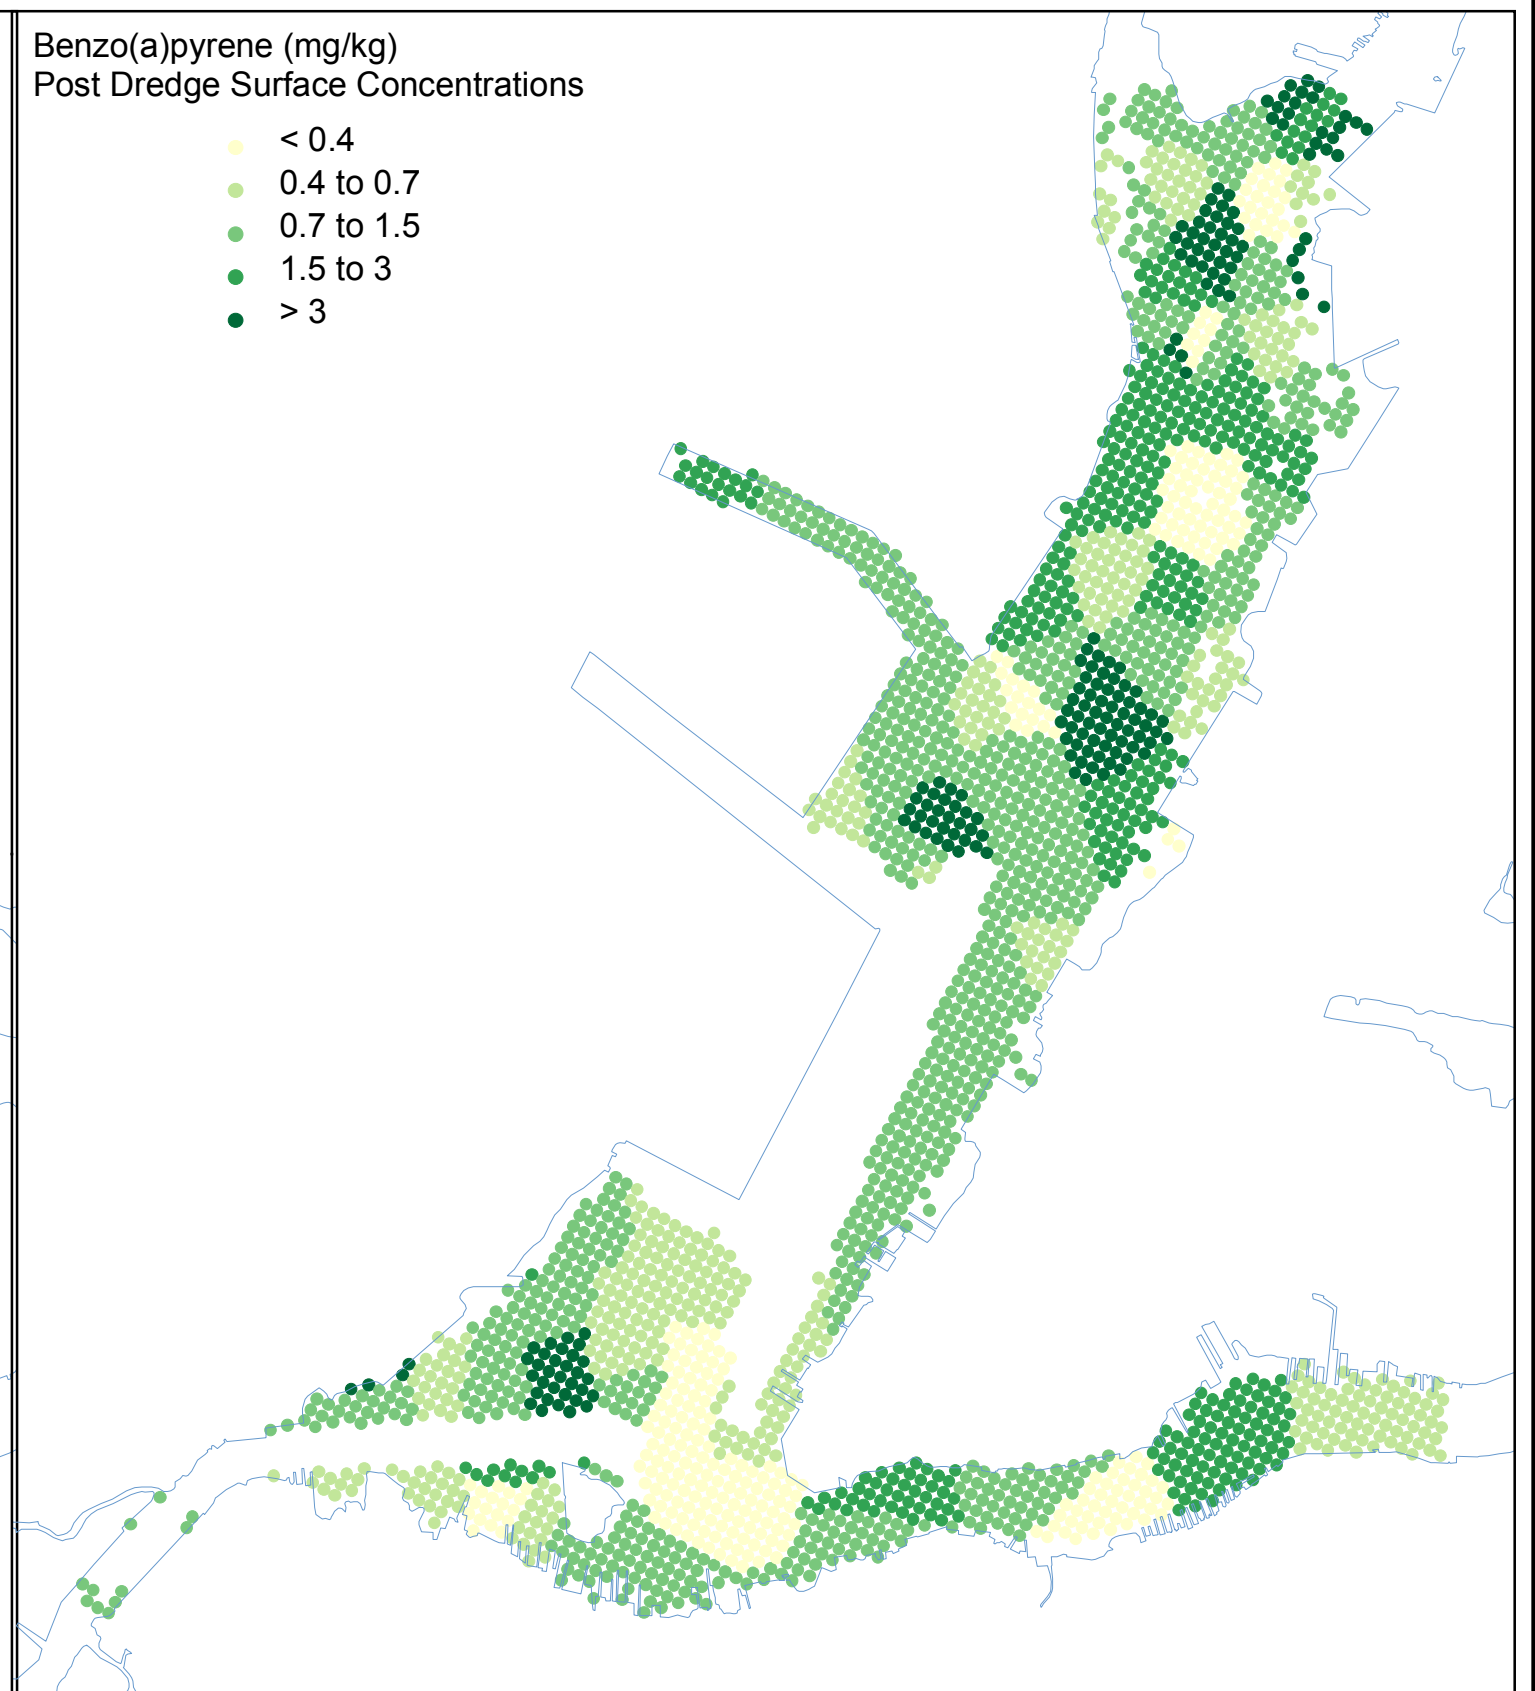 Benzo(a)pyrene (mg/kg)
Post Dredge Surface Concentrations
< 0.4
0.4 to 0.7
0.7 to 1.5
1.5 to 3
> 3